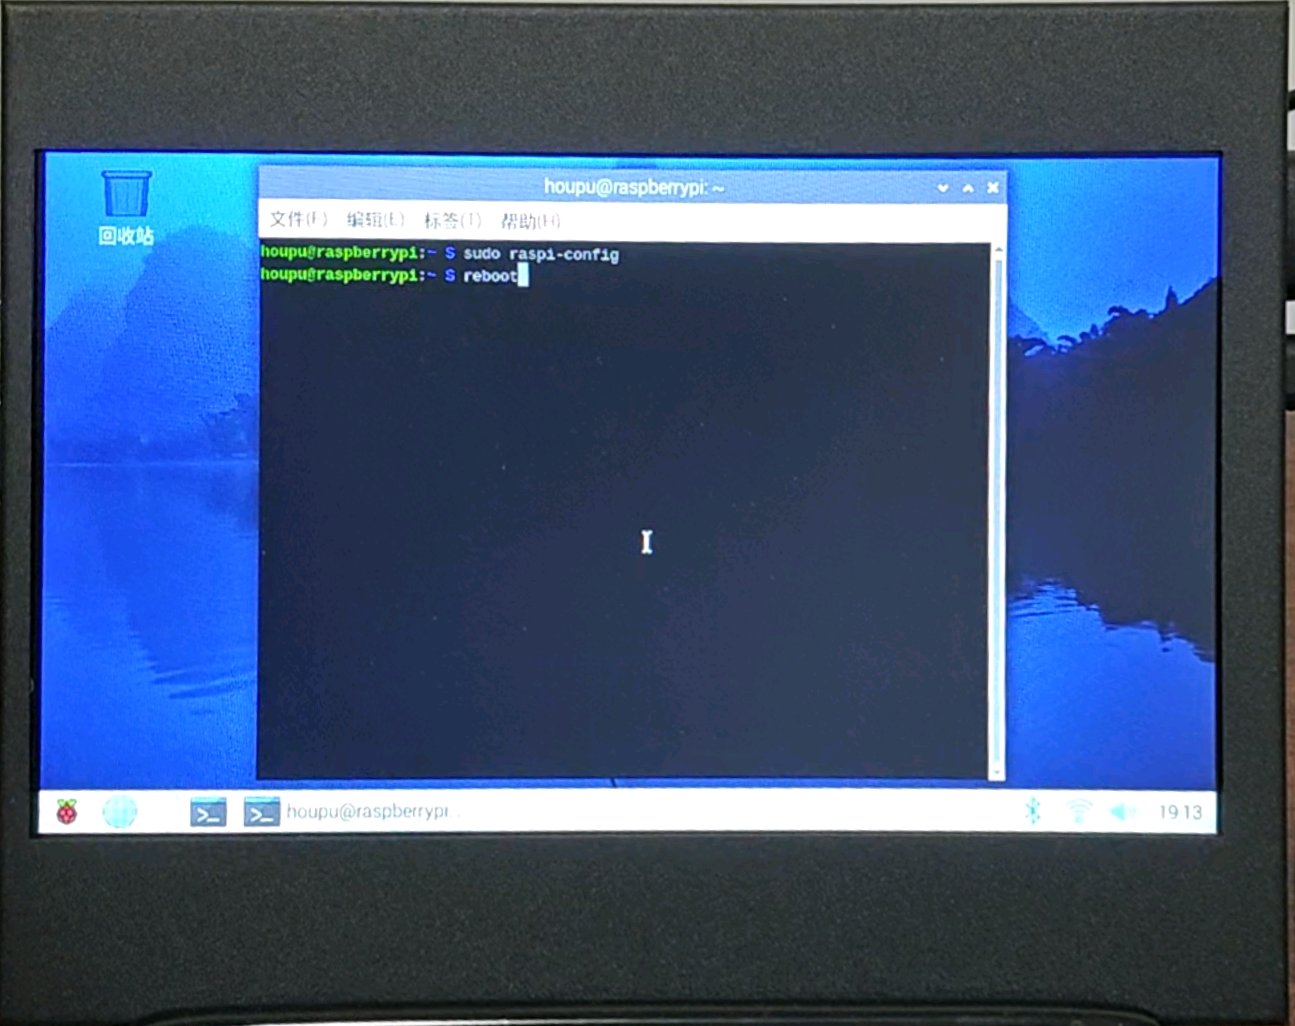 回收站
houpu@raspberrypi: ~
文件(F) 编辑(E) 标签(T) 帮助(H)
houpu@raspberrypi:~ $ sudo raspi-config
houpu@raspberrypi:~ $ reboot
>_ >_ houpu@raspberrypi: 19:13